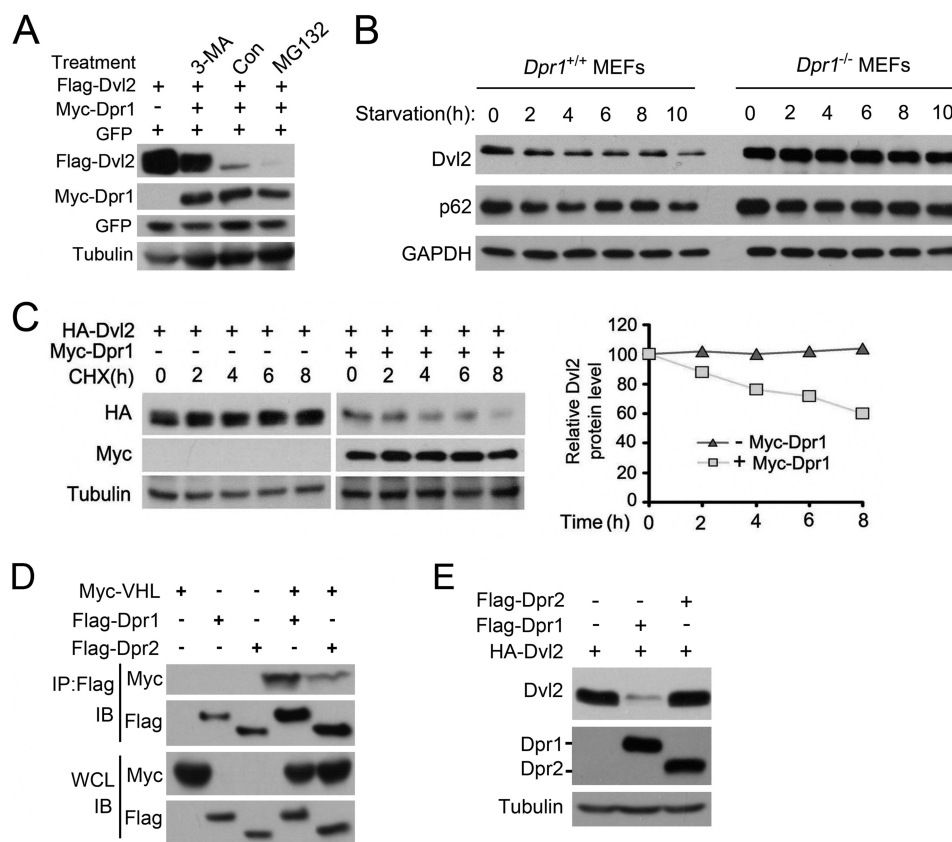 A
Treatment 3-MA Con MG132
Flag-Dvl2 + + + +
Myc-Dpr1 - + + +
GFP + + + +
Flag-Dvl2
Myc-Dpr1
GFP
Tubulin
B
Dpr1+/+ MEFs Dpr1-/- MEFs
Starvation(h): 0 2 4 6 8 10 0 2 4 6 8 10
Dvl2
p62
GAPDH
C
HA-Dvl2 + + + + + + + + + +
Myc-Dpr1 - - - - - + + + + +
CHX(h) 0 2 4 6 8 0 2 4 6 8
HA
Myc
Tubulin
Relative Dvl2
protein level
120
100
80
60
40
20
0
- Myc-Dpr1
+ Myc-Dpr1
Time (h) 0 2 4 6 8
D
Myc-VHL + - - + +
Flag-Dpr1 - + - + -
Flag-Dpr2 - - + - +
IP:Flag Myc
IB Flag
WCL Myc
IB Flag
E
Flag-Dpr2 - - +
Flag-Dpr1 - + -
HA-Dvl2 + + +
Dvl2
Dpr1
Dpr2
Tubulin